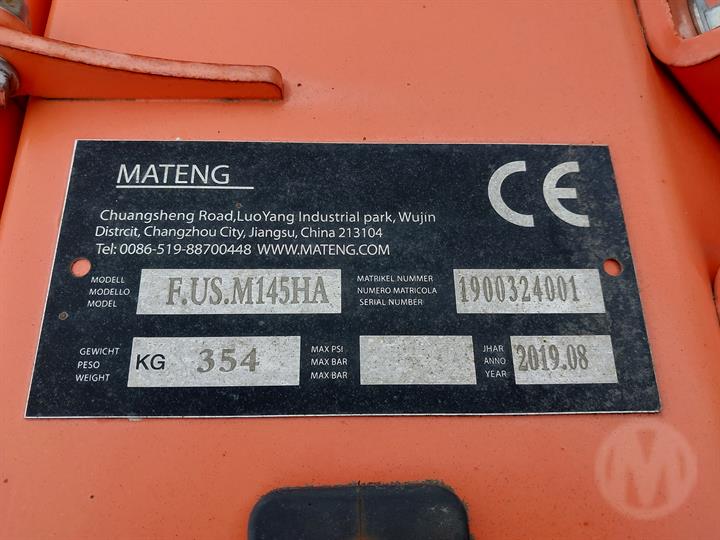 MATENG
CE
Chuangsheng Road,LuoYang Industrial park, Wujin
Distrcit, Changzhou City, Jiangsu, China 213104
Tel: 0086-519-88700448 WWW.MATENG.COM
MODELL
MODELLO
MODEL
F.US.M145HA
MATRIKEL NUMMER
NUMERO MATRICOLA
SERIAL NUMBER
1900324001
GEWICHT
PESO
WEIGHT
KG 354
MAX PSI
MAX BAR
MAX BAR
JHAR
ANNO
YEAR
2019.08
M